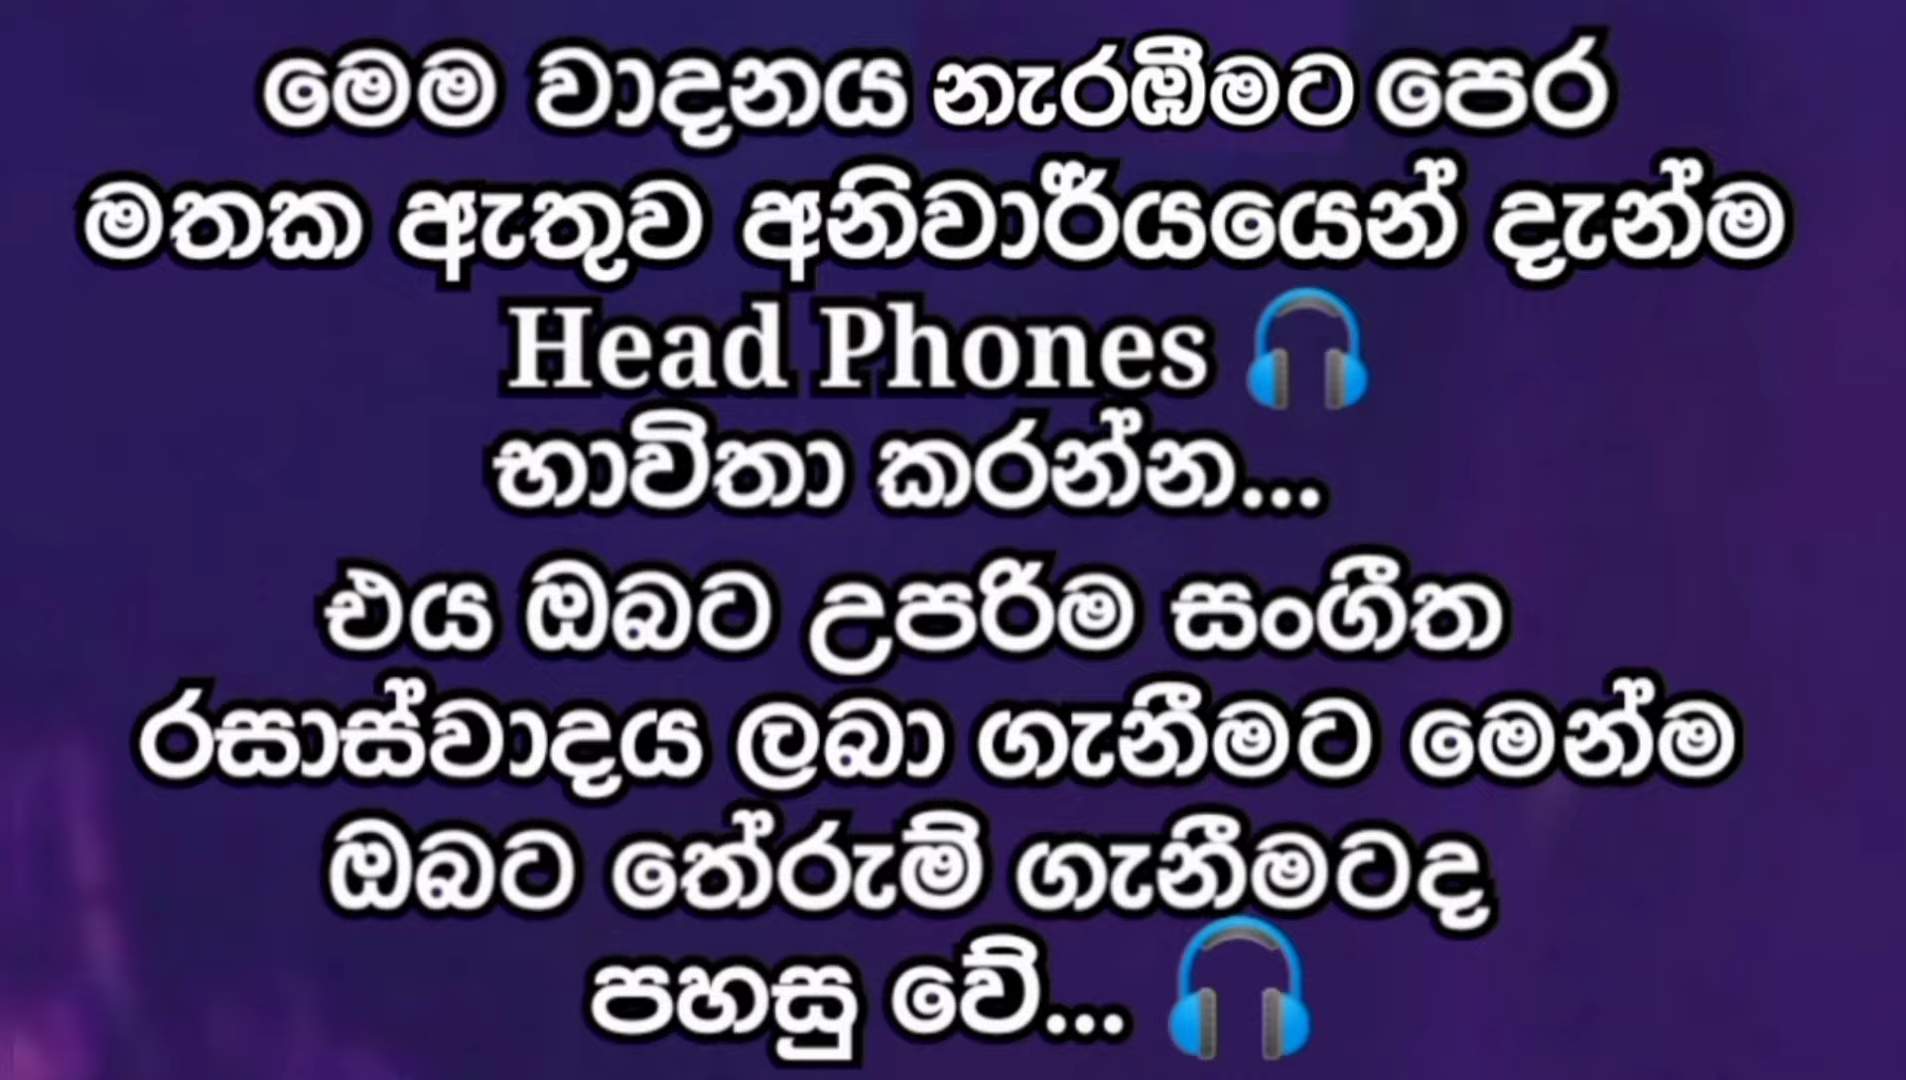 මෙම වාදනය නැරඹීමට පෙර
මතක ඇතුව අනිවාර්යයෙන් දැන්ම
Head Phones 🎧
භාවිතා කරන්න...
එය ඔබට උපරිම සංගීත
රසාස්වාදය ලබා ගැනීමට මෙන්ම
ඔබට තේරුම් ගැනීමටද
පහසු වේ... 🎧